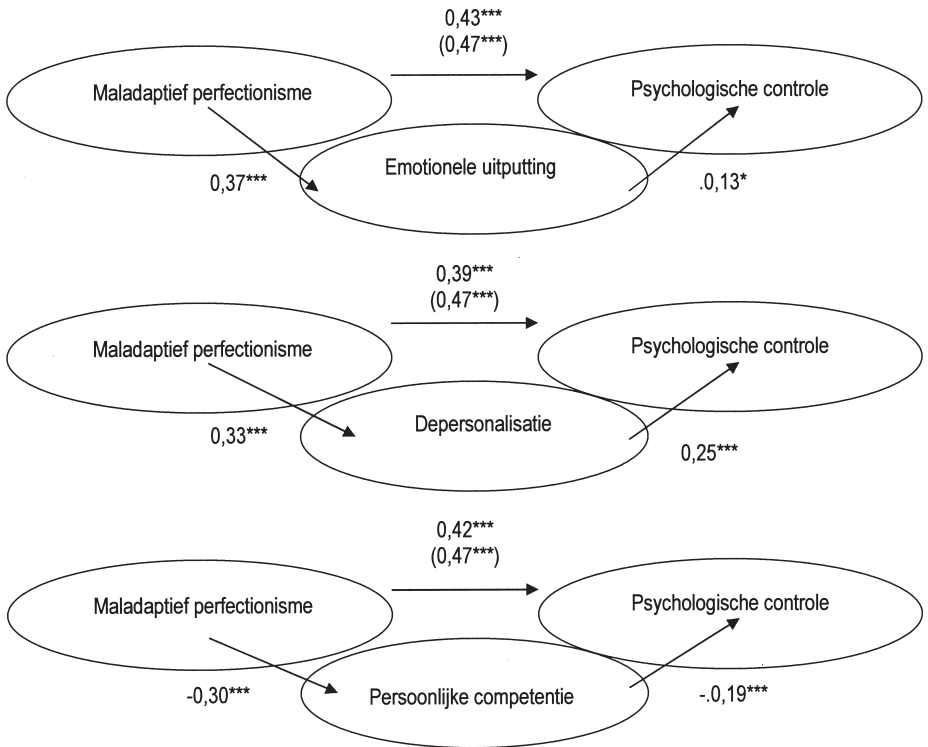 0,43***
(0,47***)
Maladaptief perfectionisme
Psychologische controle
Emotionele uitputting
0,37***
.0,13*
0,39***
(0,47***)
Maladaptief perfectionisme
Psychologische controle
Depersonalisatie
0,33***
0,25***
0,42***
(0,47***)
Maladaptief perfectionisme
Psychologische controle
-0,30***
Persoonlijke competentie
-.0,19***